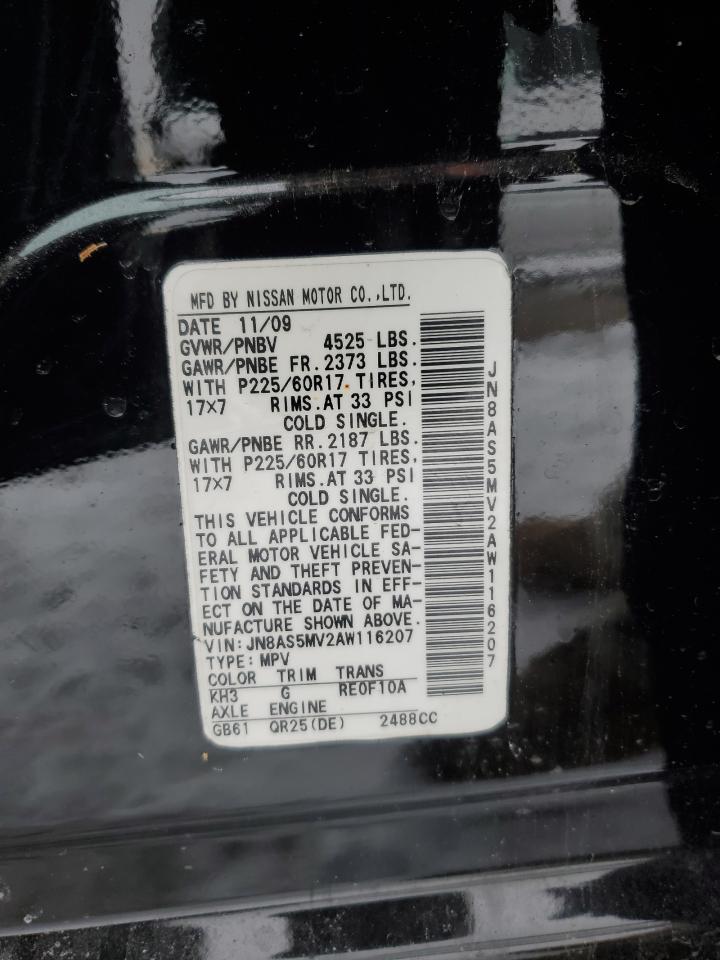 MFD BY NISSAN MOTOR CO.,LTD.
DATE 11/09
GVWR/PNBV 4525 LBS.
GAWR/PNBE FR. 2373 LBS.
WITH P225/60R17 TIRES,
17×7 RIMS.AT 33 PSI
COLD SINGLE.
GAWR/PNBE RR. 2187 LBS.
WITH P225/60R17 TIRES,
17×7 RIMS.AT 33 PSI
COLD SINGLE.
THIS VEHICLE CONFORMS
TO ALL APPLICABLE FED-
ERAL MOTOR VEHICLE SA-
FETY AND THEFT PREVEN-
TION STANDARDS IN EFF-
ECT ON THE DATE OF MA-
NUFACTURE SHOWN ABOVE.
VIN:JN8AS5MV2AW116207
TYPE:MPV
COLOR TRIM TRANS
KH3 G RE0F10A
AXLE ENGINE
GB61 QR25(DE) 2488CC
JN8AS5MV2AW116207